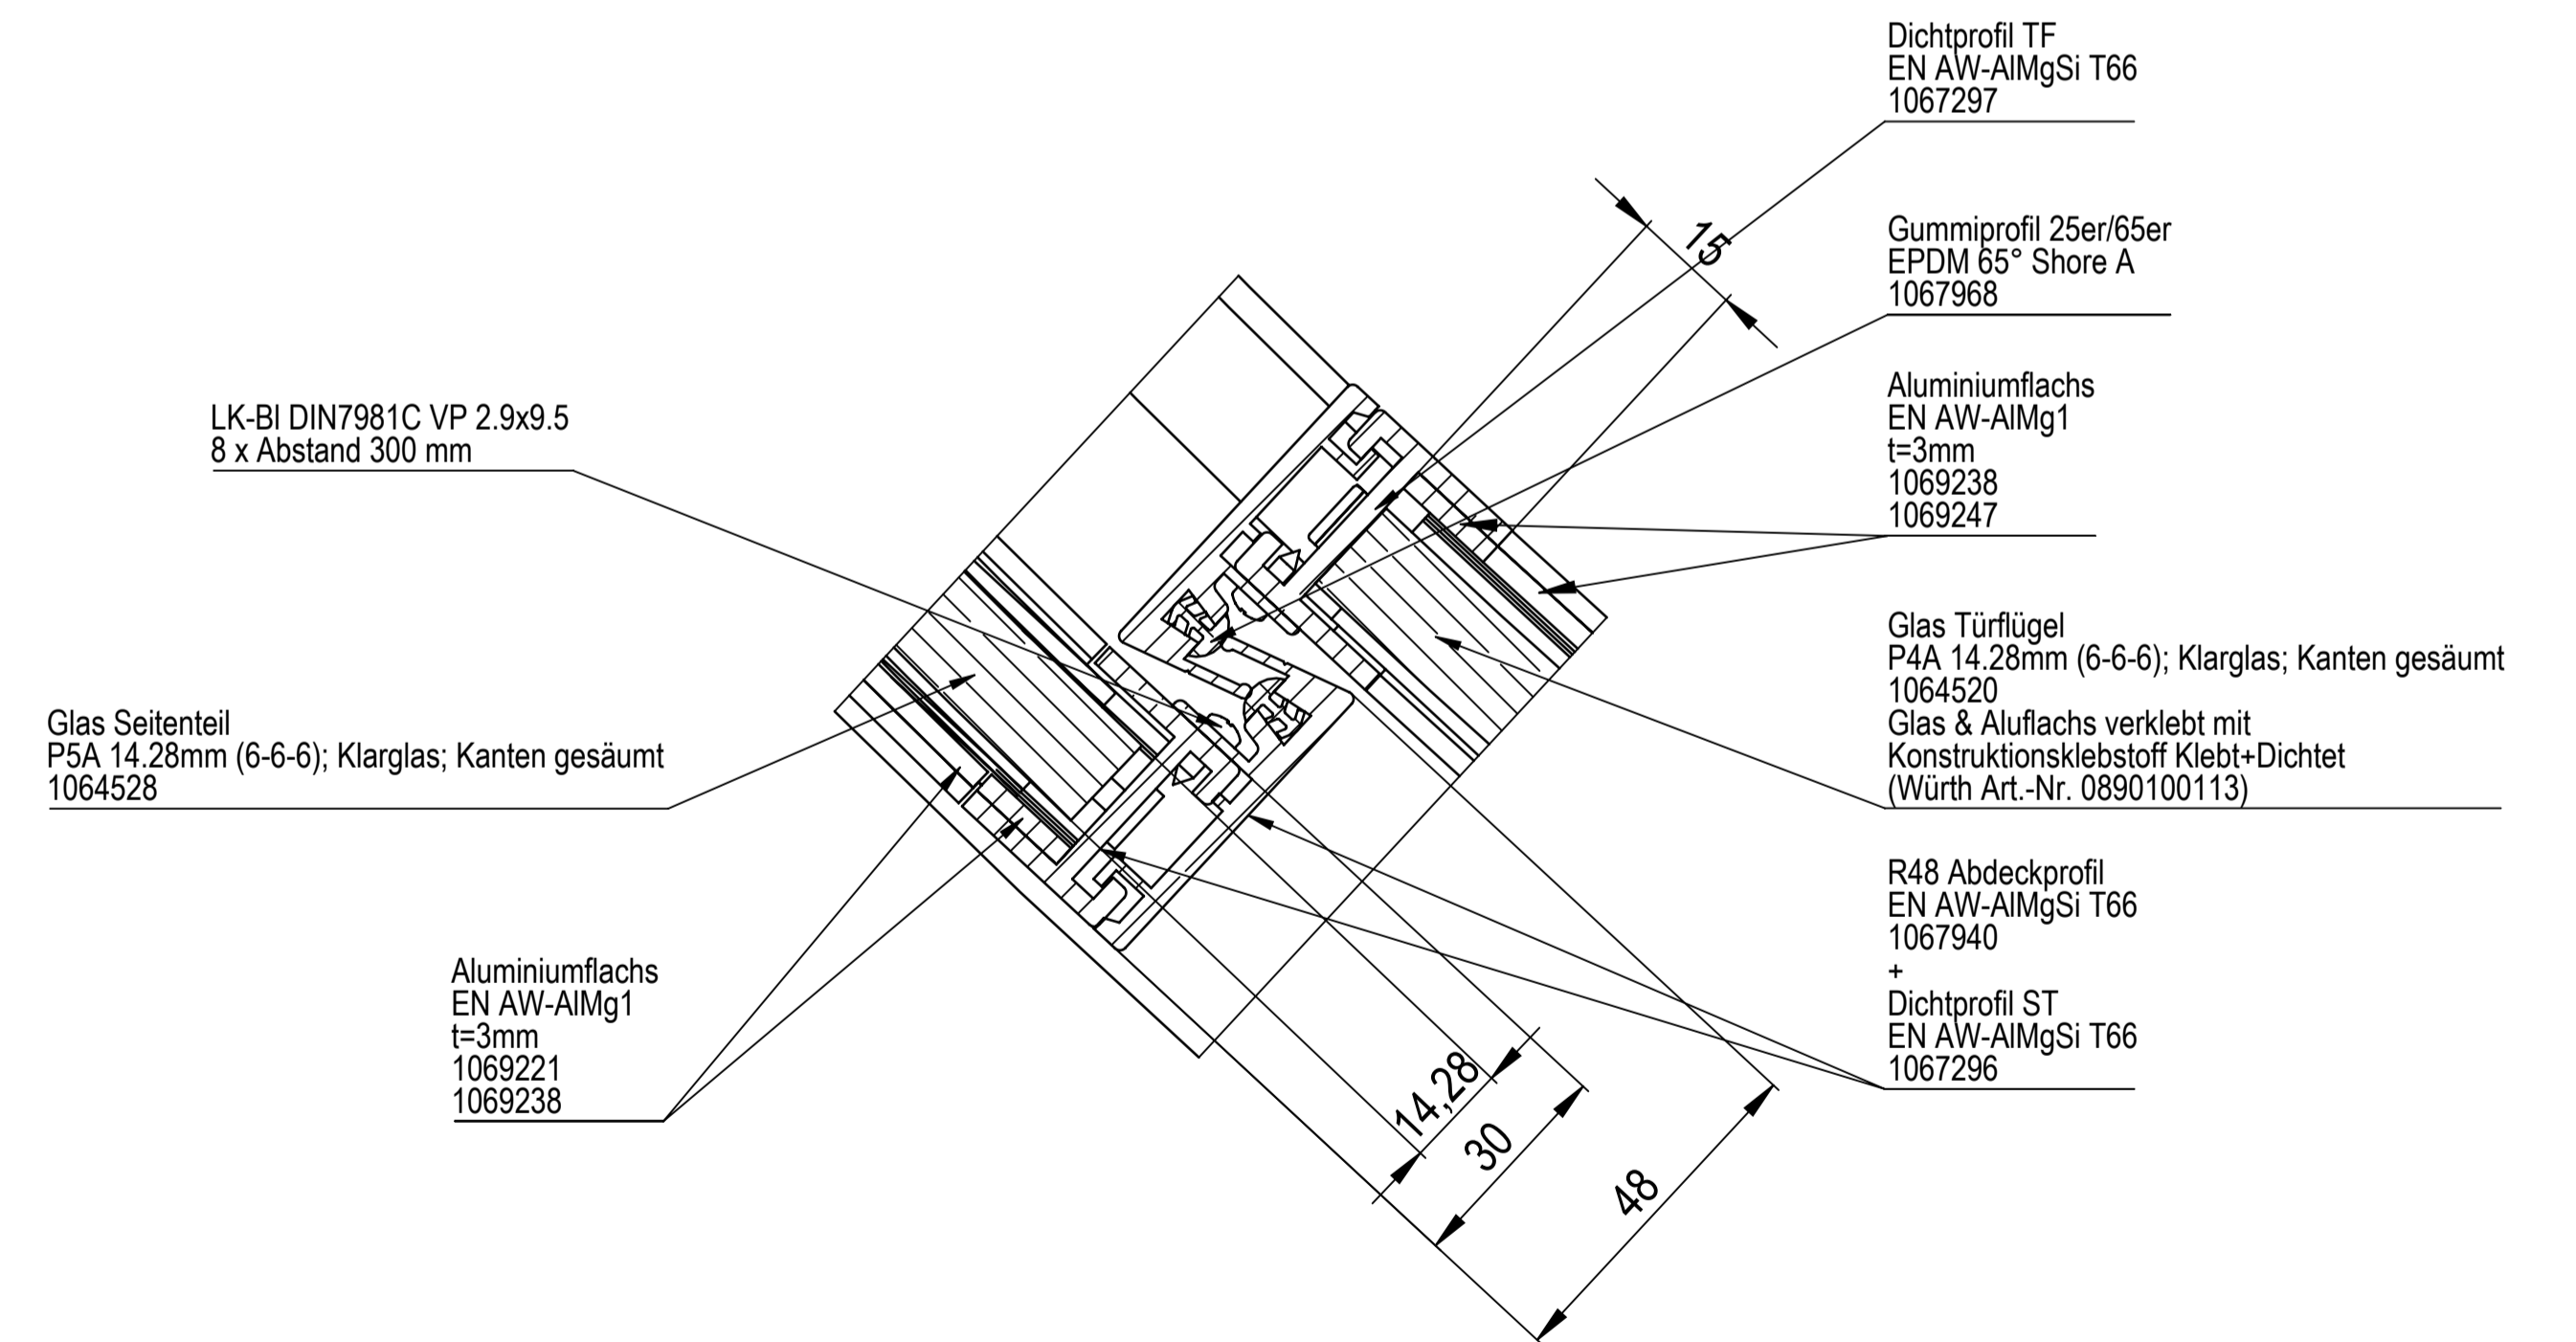 Dichtprofil TF
EN AW-AlMgSi T66
1067297
15
Gummiprofil 25er/65er
EPDM 65° Shore A
1067968
Aluminiumflachs
EN AW-AlMg1
t=3mm
1069238
1069247
LK-Bl DIN7981C VP 2.9x9.5
8 x Abstand 300 mm
Glas Türflügel
P4A 14.28mm (6-6-6); Klarglas; Kanten gesäumt
1064520
Glas & Aluflachs verklebt mit
Konstruktionsklebstoff Klebt+Dichtet
(Würth Art.-Nr. 0890100113)
Glas Seitenteil
P5A 14.28mm (6-6-6); Klarglas; Kanten gesäumt
1064528
R48 Abdeckprofil
EN AW-AlMgSi T66
1067940
+
Dichtprofil ST
EN AW-AlMgSi T66
1067296
Aluminiumflachs
EN AW-AlMg1
t=3mm
1069221
1069238
14,28
30
48